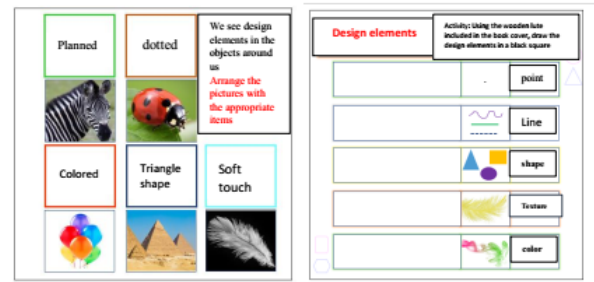 Planned
dotted
We see design
elements in the
objects around
us
Arrange the
pictures with
the appropriate
items
Colored
Triangle
shape
Soft
touch
Design elements
Activity: Using the wooden lute
included in the book cover, draw the
design elements in a black square
point
Line
shape
Texture
color